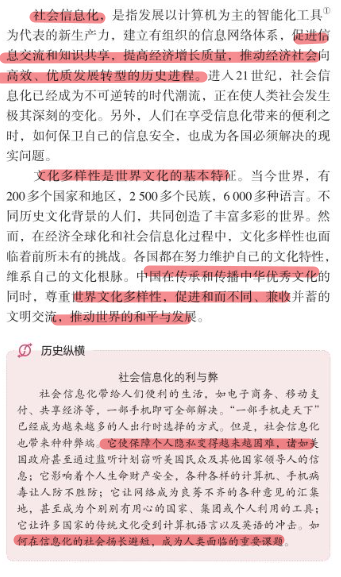 社会信息化，是指发展以计算机为主的智能化工具①
为代表的新生产力，建立有组织的信息网络体系，促进信
息交流和知识共享，提高经济增长质量，推动经济社会向
高效、优质发展转型的历史进程。进入21世纪，社会信
息化已经成为不可逆转的时代潮流，正在使人类社会发生
极其深刻的变化。另外，人们在享受信息化带来的便利之
时，如何保卫自己的信息安全，也成为各国必须解决的现
实问题。
文化多样性是世界文化的基本特征。当今世界，有
200多个国家和地区，2 500多个民族，6 000多种语言。不
同历史文化背景的人们，共同创造了丰富多彩的世界。然
而，在经济全球化和社会信息化过程中，文化多样性也面
临着前所未有的挑战。各国都在努力维护自己的文化特性，
维系自己的文化根脉。中国在传承和传播中华优秀文化的
同时，尊重世界文化多样性，促进和而不同、兼收并蓄的
文明交流，推动世界的和平与发展。
历史纵横
社会信息化的利与弊
社会信息化带给人们便利的生活，如电子商务、移动支
付、共享经济等，一部手机即可全部解决。“一部手机走天下”
已经成为越来越多的人出行时选择的方式。但是，社会信息化
也带来种种弊端。它使保障个人隐私变得越来越困难，诸如美
国政府甚至通过监听计划窃听美国民众及其他国家领导人的信
息；它影响着个人生命财产安全，各种各样的计算机、手机病
毒让人防不胜防；它让网络成为良莠不齐的各种意见的汇集
地，甚至成为个别别有用心的国家、集团或个人利用的工具；
它让许多国家的传统文化受到计算机语言以及英语的冲击。如
何在信息化的社会扬长避短，成为人类面临的重要课题。